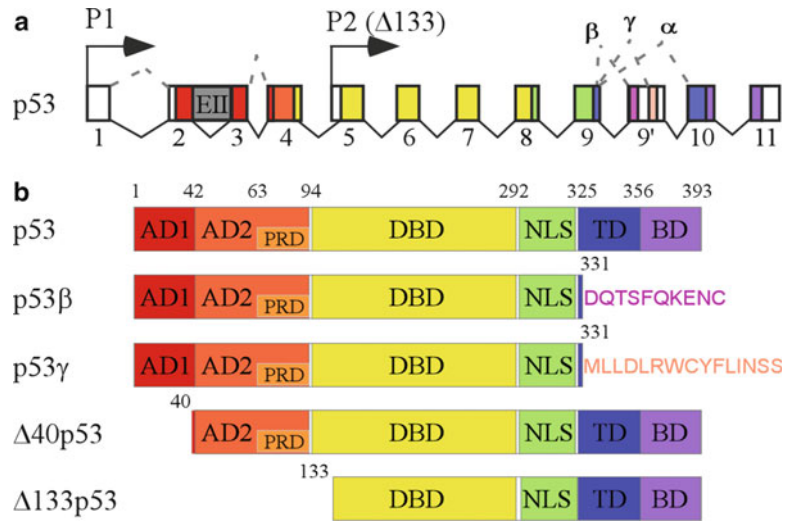 a P1 P2 (Δ133) β γ α
p53 EII
1 2 3 4 5 6 7 8 9 9' 10 11
b 1 42 63 94 292 325 356 393
p53 AD1 AD2 PRD DBD NLS TD BD
331
p53β AD1 AD2 PRD DBD NLS DQTSFQKENC
331
p53γ AD1 AD2 PRD DBD NLS MLLDLRWCYFLINSS
40
Δ40p53 AD2 PRD DBD NLS TD BD
133
Δ133p53 DBD NLS TD BD